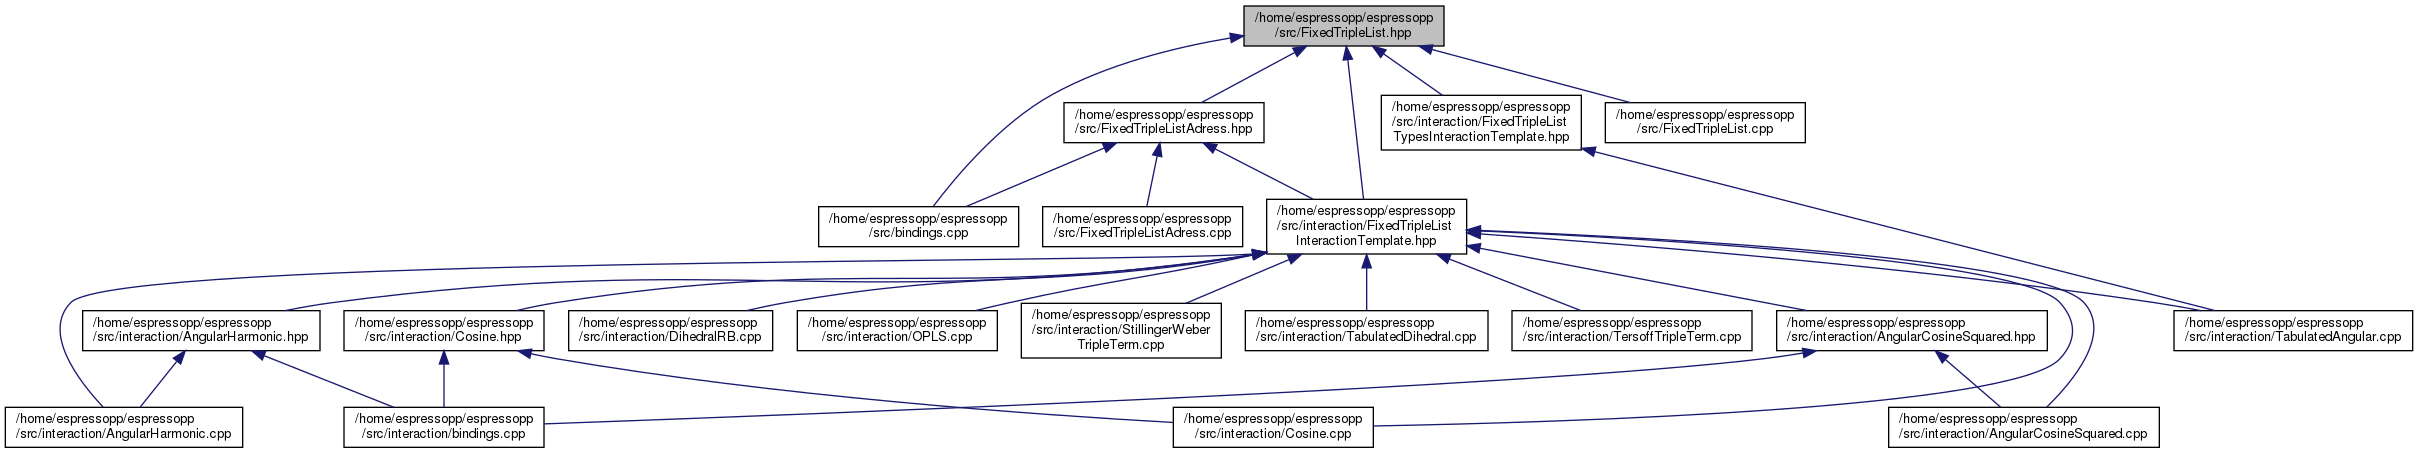 /home/espressopp/espressopp
/src/FixedTripleList.hpp
/home/espressopp/espressopp
/src/FixedTripleListAdress.hpp
/home/espressopp/espressopp
/src/interaction/FixedTripleList
TypesInteractionTemplate.hpp
/home/espressopp/espressopp
/src/FixedTripleList.cpp
/home/espressopp/espressopp
/src/bindings.cpp
/home/espressopp/espressopp
/src/FixedTripleListAdress.cpp
/home/espressopp/espressopp
/src/interaction/FixedTripleList
InteractionTemplate.hpp
/home/espressopp/espressopp
/src/interaction/AngularHarmonic.hpp
/home/espressopp/espressopp
/src/interaction/Cosine.hpp
/home/espressopp/espressopp
/src/interaction/DihedralRB.cpp
/home/espressopp/espressopp
/src/interaction/OPLS.cpp
/home/espressopp/espressopp
/src/interaction/StillingerWeber
TripleTerm.cpp
/home/espressopp/espressopp
/src/interaction/TabulatedDihedral.cpp
/home/espressopp/espressopp
/src/interaction/TersoffTripleTerm.cpp
/home/espressopp/espressopp
/src/interaction/AngularCosineSquared.hpp
/home/espressopp/espressopp
/src/interaction/TabulatedAngular.cpp
/home/espressopp/espressopp
/src/interaction/AngularHarmonic.cpp
/home/espressopp/espressopp
/src/interaction/bindings.cpp
/home/espressopp/espressopp
/src/interaction/Cosine.cpp
/home/espressopp/espressopp
/src/interaction/AngularCosineSquared.cpp